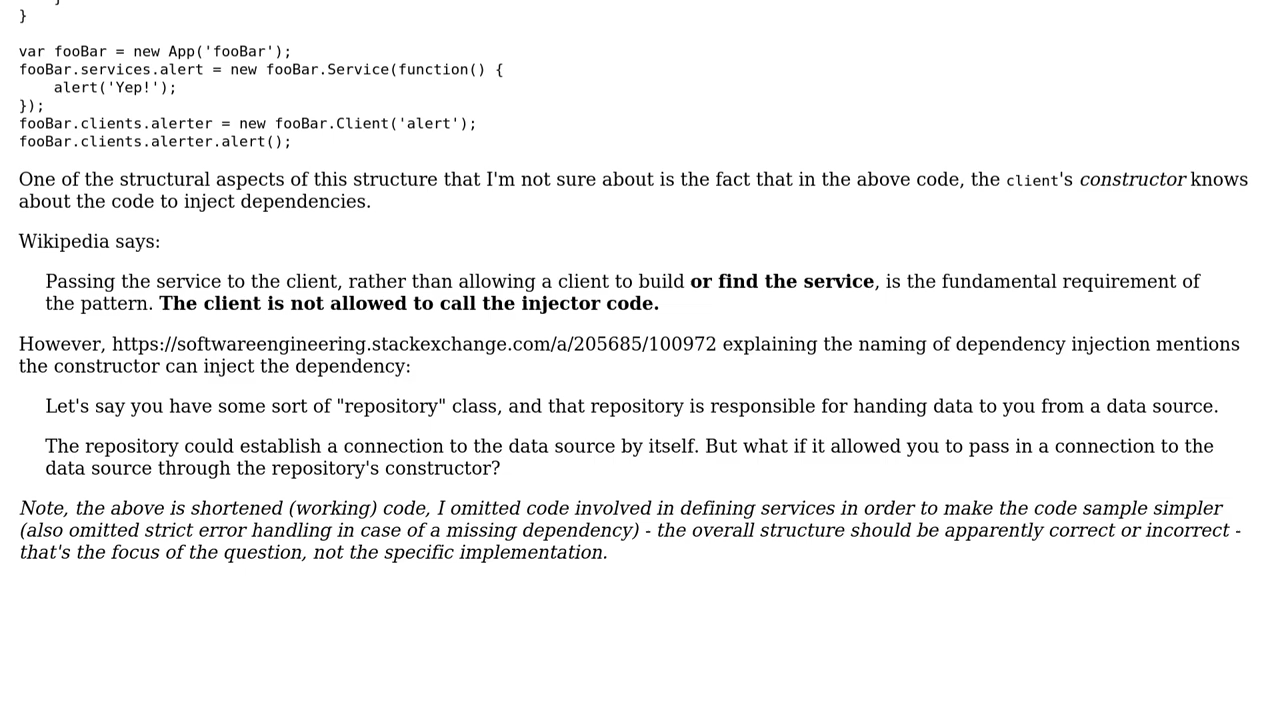 }
}
var fooBar = new App('fooBar');
fooBar.services.alert = new fooBar.Service(function() {
    alert('Yep!');
});
fooBar.clients.alerter = new fooBar.Client('alert');
fooBar.clients.alerter.alert();
One of the structural aspects of this structure that I'm not sure about is the fact that in the above code, the client's constructor knows
about the code to inject dependencies.
Wikipedia says:
Passing the service to the client, rather than allowing a client to build or find the service, is the fundamental requirement of
the pattern. The client is not allowed to call the injector code.
However, https://softwareengineering.stackexchange.com/a/205685/100972 explaining the naming of dependency injection mentions
the constructor can inject the dependency:
Let's say you have some sort of "repository" class, and that repository is responsible for handing data to you from a data source.
The repository could establish a connection to the data source by itself. But what if it allowed you to pass in a connection to the
data source through the repository's constructor?
Note, the above is shortened (working) code, I omitted code involved in defining services in order to make the code sample simpler
(also omitted strict error handling in case of a missing dependency) - the overall structure should be apparently correct or incorrect -
that's the focus of the question, not the specific implementation.